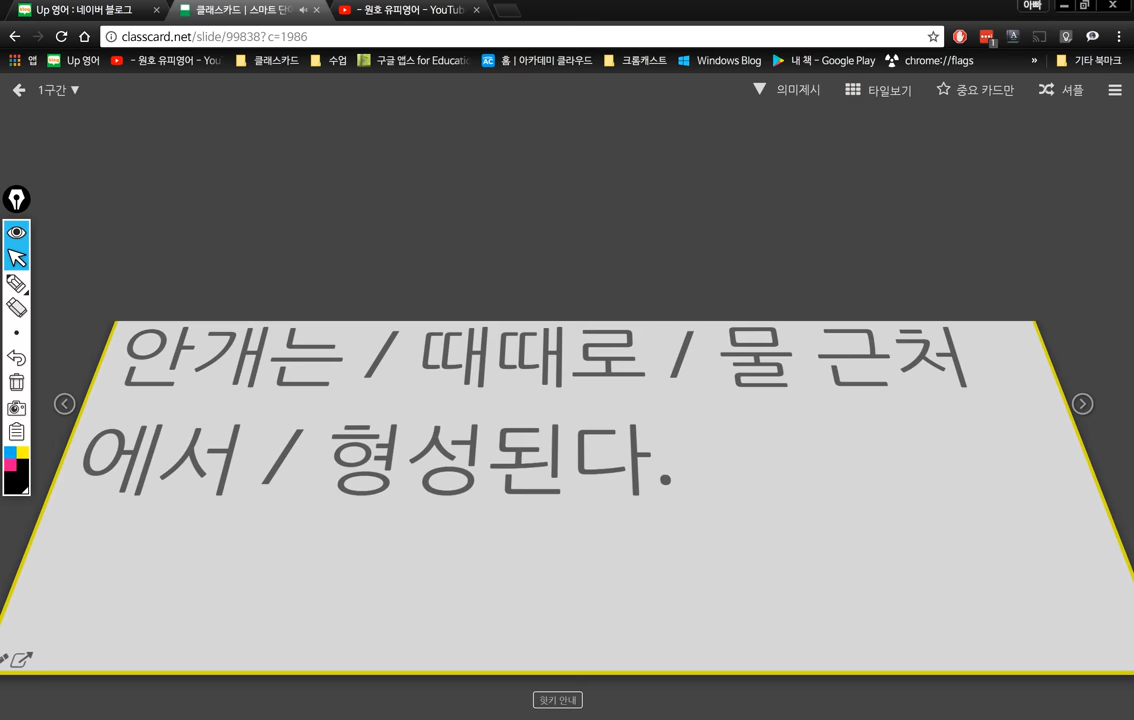 Up 영어 : 네이버 블로그
클래스카드 | 스마트 단어
- 원호 유피영어 - YouTub
아빠
classcard.net/slide/99838?c=1986
앱 Up 영어 - 원호 유피영어 - You 클래스카드 수업 구글 앱스 for Educatio 홈 | 아카데미 클라우드 크롬캐스트 Windows Blog 내 책 - Google Play chrome://flags » 기타 북마크
1구간 ▼ 의미제시 타일보기 중요 카드만 셔플
안개는 / 때때로 / 물 근처
에서 / 형성된다.
핫키 안내